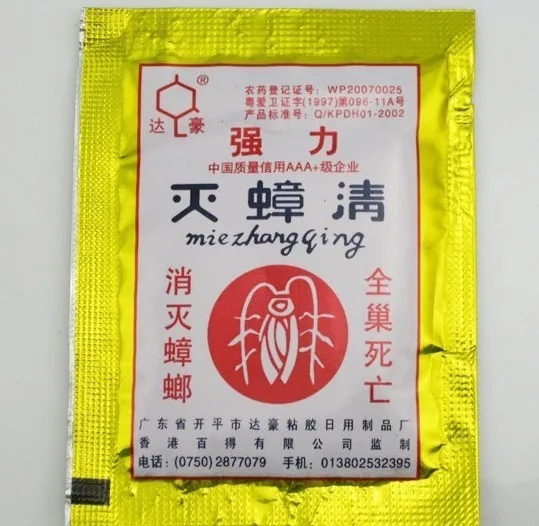 农药登记证号：WP20070025
粤爱卫证字(1997)第096-11A号
产品标准号：Q/KPDH01-2002
®
达豪
强力
中国质量信用AAA+级企业
灭蟑清
miezhangqing
消灭蟑螂
全巢死亡
广东省开平市达豪粘胶日用制品厂
香港百得有限公司监制
电话：(0750) 2877079 手机：013802532395